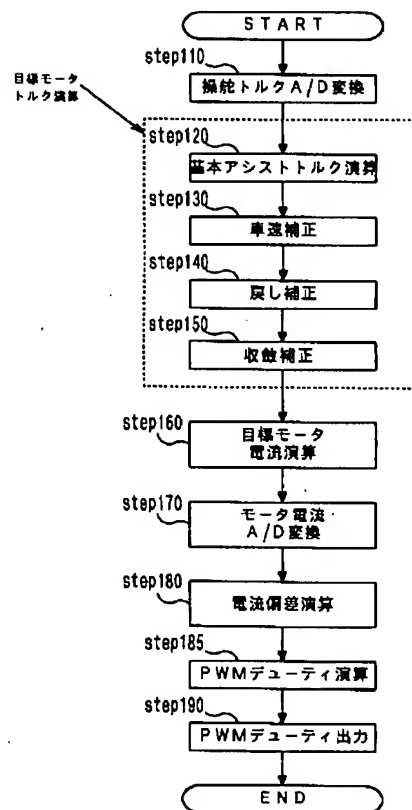 START
step110
操舵トルクA/D変換
目標モータ
トルク演算
step120
基本アシストトルク演算
step130
車速補正
step140
戻し補正
step150
収斂補正
step160
目標モータ
電流演算
step170
モータ電流
A/D変換
step180
電流偏差演算
step185
PWMデューティ演算
step190
PWMデューティ出力
END